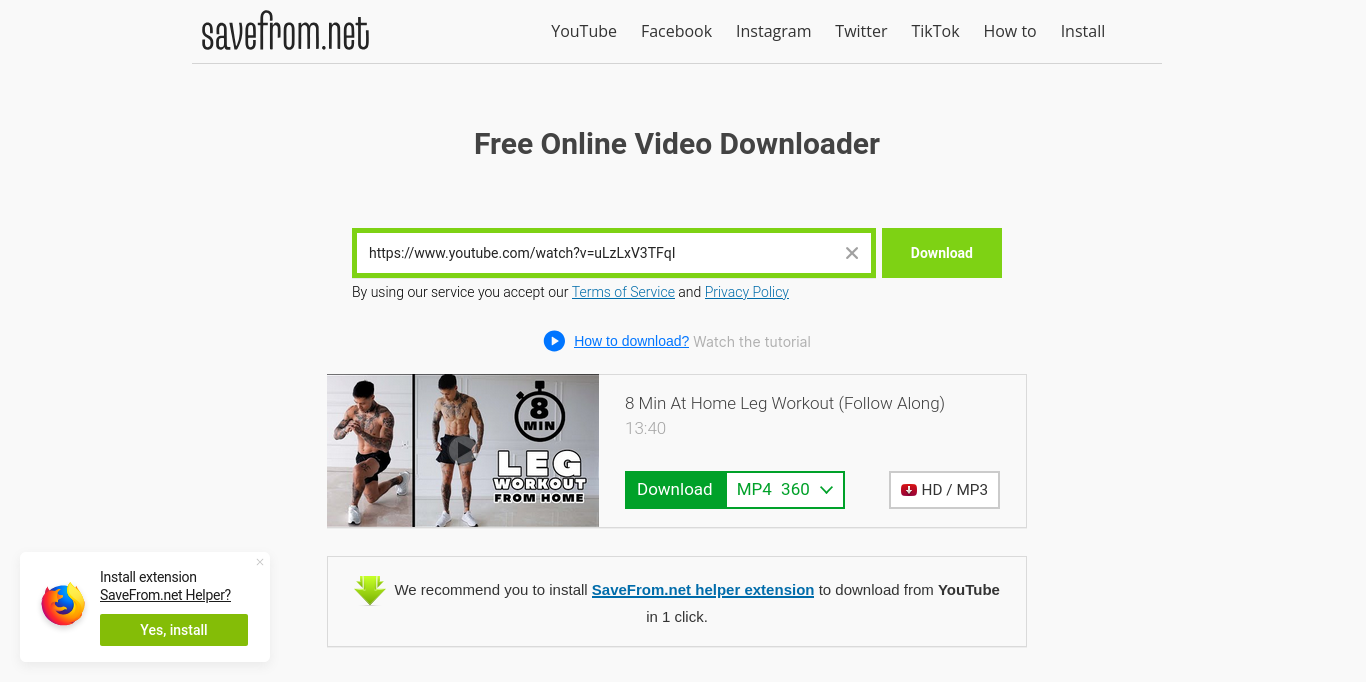 savefrom.net
YouTube Facebook Instagram Twitter TikTok How to Install
Free Online Video Downloader
https://www.youtube.com/watch?v=uLzLxV3TFqI
Download
By using our service you accept our Terms of Service and Privacy Policy
How to download? Watch the tutorial
8
MIN
LEG
WORKOUT
FROM HOME
8 Min At Home Leg Workout (Follow Along)
13:40
Download MP4 360
HD / MP3
We recommend you to install SaveFrom.net helper extension to download from YouTube
in 1 click.
Install extension
SaveFrom.net Helper?
Yes, install